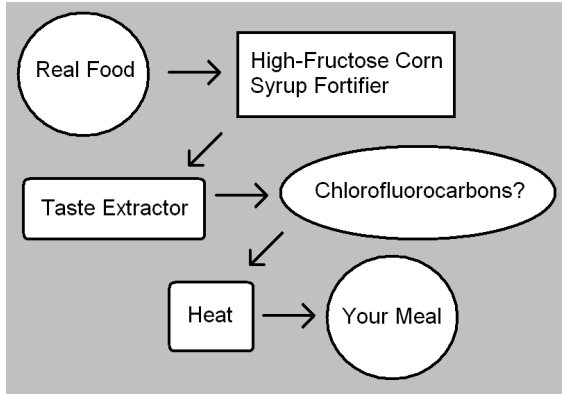 Real Food
High-Fructose Corn
Syrup Fortifier
Taste Extractor
Chlorofluorocarbons?
Heat
Your Meal